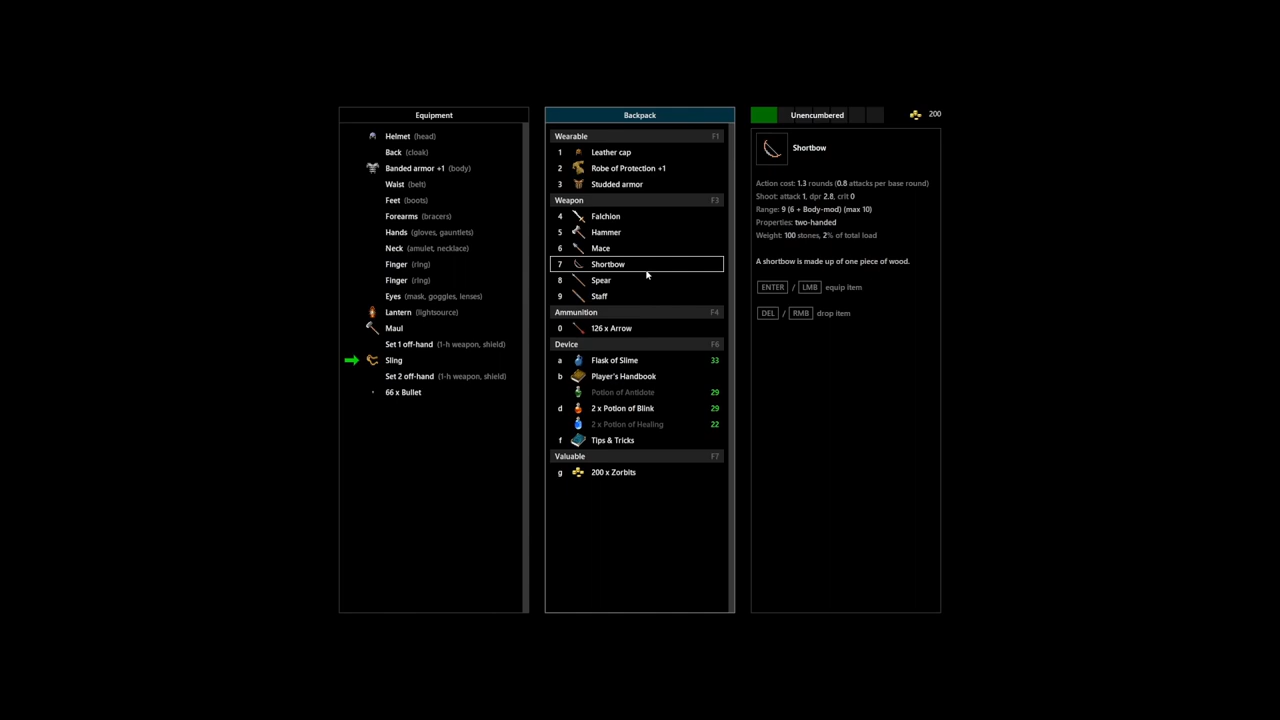 Equipment
Helmet (head)
Back (cloak)
Banded armor +1 (body)
Waist (belt)
Feet (boots)
Forearms (bracers)
Hands (gloves, gauntlets)
Neck (amulet, necklace)
Finger (ring)
Finger (ring)
Eyes (mask, goggles, lenses)
Lantern (lightsource)
Maul
Set 1 off-hand (1-h weapon, shield)
Sling
Set 2 off-hand (1-h weapon, shield)
66 x Bullet
Backpack
Wearable F1
1 Leather cap
2 Robe of Protection +1
3 Studded armor
Weapon F3
4 Falchion
5 Hammer
6 Mace
7 Shortbow
8 Spear
9 Staff
Ammunition F4
0 126 x Arrow
Device F6
a Flask of Slime 33
b Player's Handbook
Potion of Antidote 29
d 2 x Potion of Blink 29
2 x Potion of Healing 22
f Tips & Tricks
Valuable F7
g 200 x Zorbits
Unencumbered 200
Shortbow
Action cost: 1.3 rounds (0.8 attacks per base round)
Shoot: attack 1, dpr 2.8, crit 0
Range: 9 (6 + Body-mod) (max 10)
Properties: two-handed
Weight: 100 stones, 2% of total load
A shortbow is made up of one piece of wood.
ENTER / LMB equip item
DEL / RMB drop item